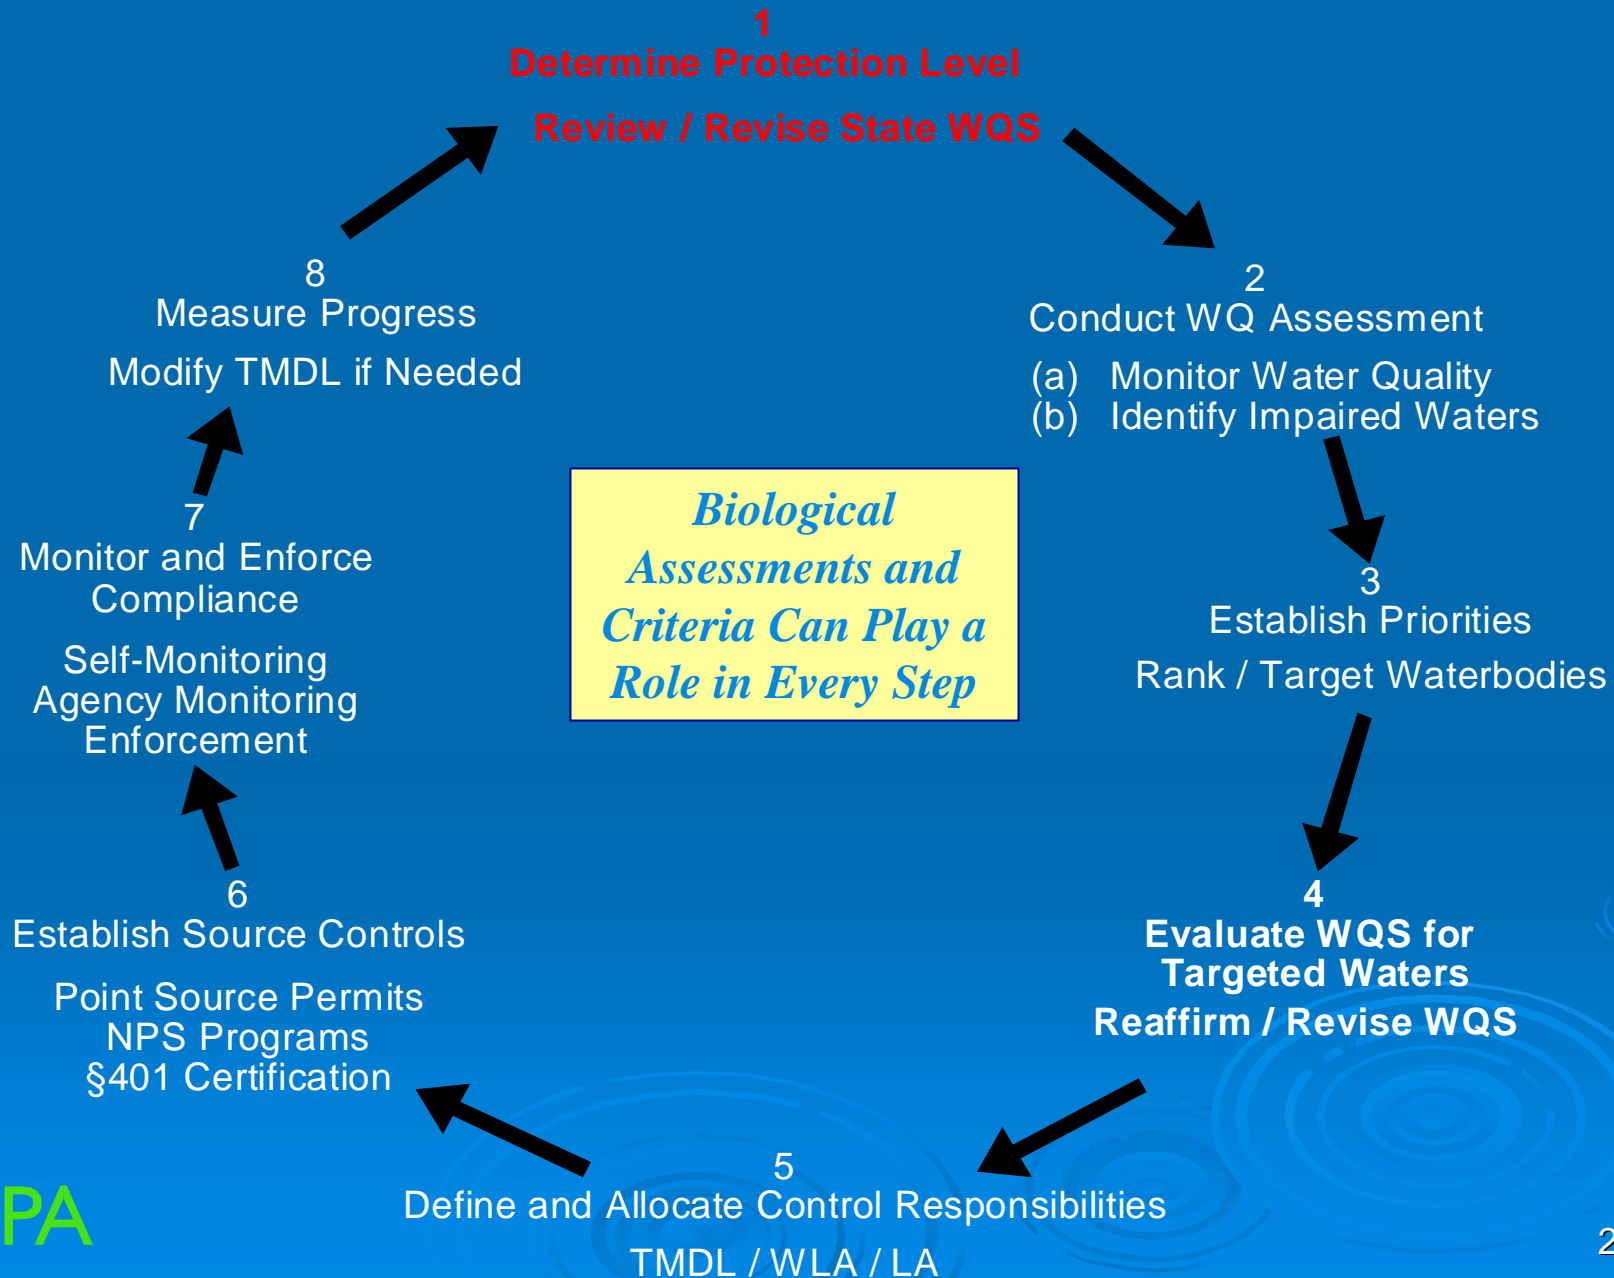 1
Determine Protection Level
Review / Revise State WQS
2
Conduct WQ Assessment
(a) Monitor Water Quality
(b) Identify Impaired Waters
3
Establish Priorities
Rank / Target Waterbodies
4
Evaluate WQS for
Targeted Waters
Reaffirm / Revise WQS
5
Define and Allocate Control Responsibilities
TMDL / WLA / LA
6
Establish Source Controls
Point Source Permits
NPS Programs
§401 Certification
7
Monitor and Enforce
Compliance
Self-Monitoring
Agency Monitoring
Enforcement
8
Measure Progress
Modify TMDL if Needed
Biological
Assessments and
Criteria Can Play a
Role in Every Step
PA
2